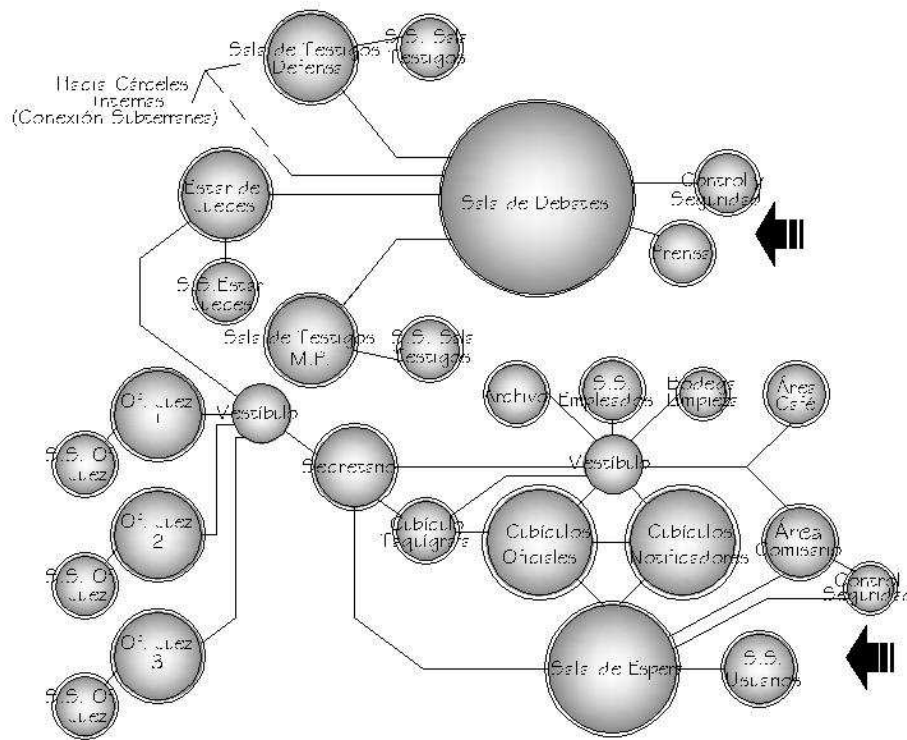 Sala de Testigos
Defensa
S.S. Sala
Testigos
Hacia Cárceles
Internas
(Conexión Subterranea)
Estar de
Jueces
Sala de Debates
Control y
Seguridad
Prensa
S.S.Estar
Jueces
Sala de Testigos
M.P.
S.S. Sala
Testigos
Archivo
S.S.
Empleados
Bodega
Limpieza
Área
Café
Of. Juez
1
Vestíbulo
S.S. Of.
Juez
Secretario
Vestíbulo
Of. Juez
2
Cubículo
Taquígrafa
Cubículos
Oficiales
Cubículos
Notificadores
Área
Comisario
S.S. Of.
Juez
Control
Seguridad
Of. Juez
3
Sala de Espera
S.S.
Usuarios
S.S. Of.
Juez